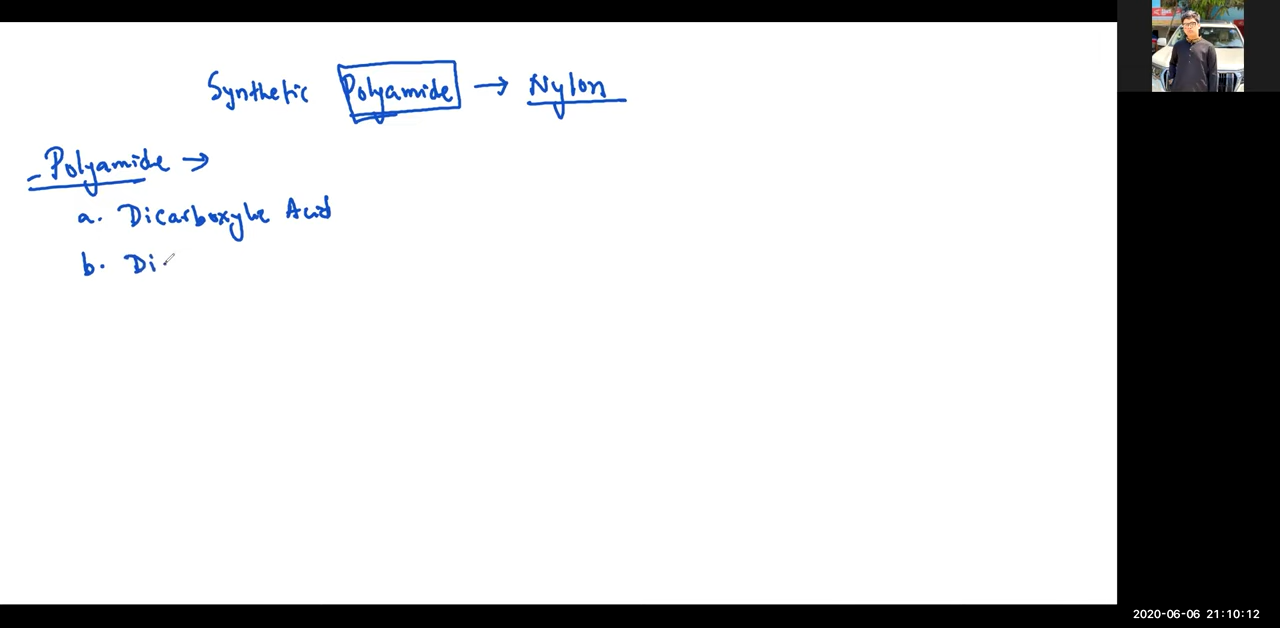 Synthetic Polyamide → Nylon
- Polyamide →
a. Dicarboxylic Acid
b. Di
2020-06-06 21:10:12